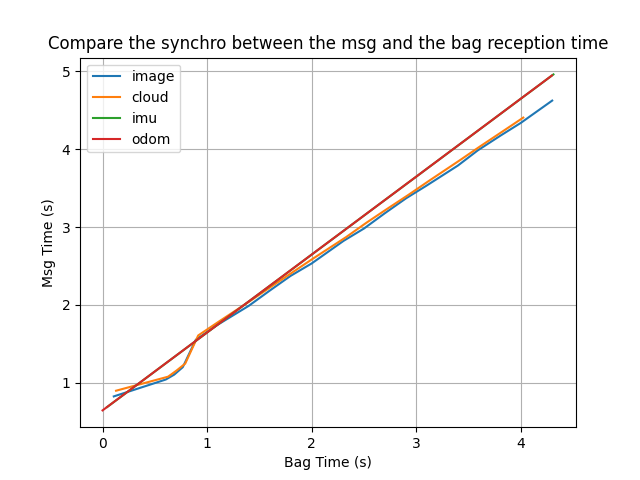 Compare the synchro between the msg and the bag reception time
image
cloud
imu
odom
5
4
3
2
1
Msg Time (s)
0 1 2 3 4
Bag Time (s)